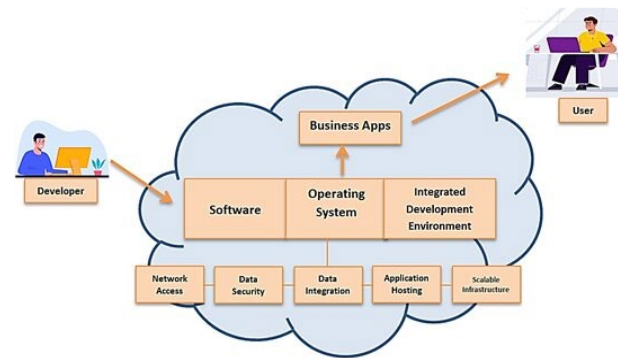 User
Business Apps
Developer
Software
Operating
System
Integrated
Development
Environment
Network
Access
Data
Security
Data
Integration
Application
Hosting
Scalable
Infrastructure